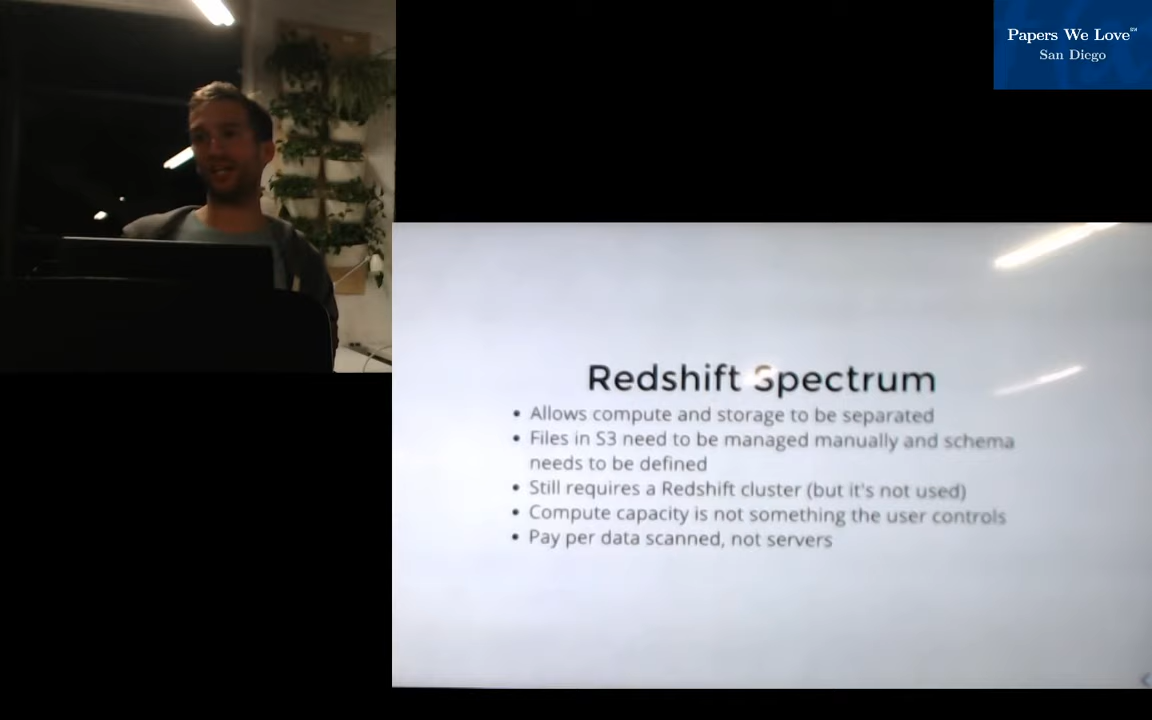 Papers We Love℠
San Diego
Redshift Spectrum
• Allows compute and storage to be separated
• Files in S3 need to be managed manually and schema
needs to be defined
• Still requires a Redshift cluster (but it's not used)
• Compute capacity is not something the user controls
• Pay per data scanned, not servers